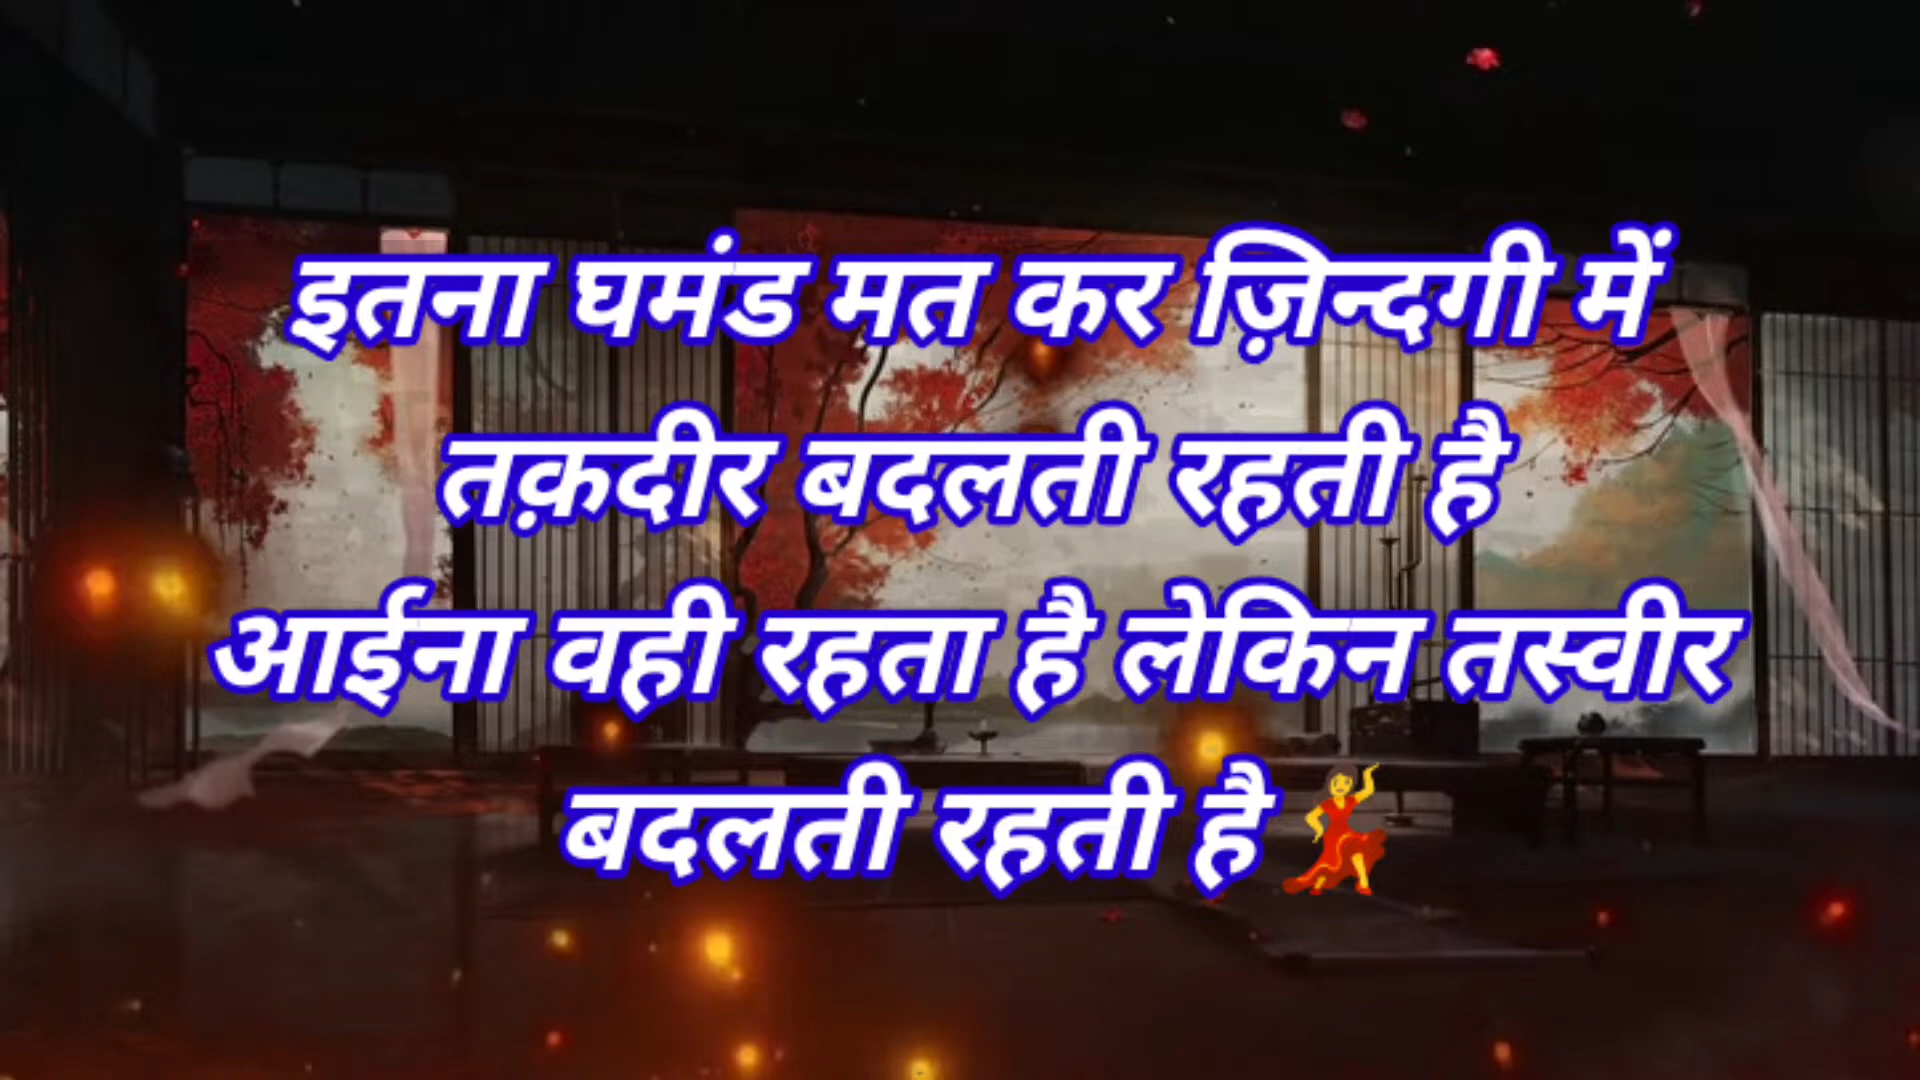 इतना घमंड मत कर ज़िन्दगी में
तक़दीर बदलती रहती है
आईना वही रहता है लेकिन तस्वीर
बदलती रहती है💃